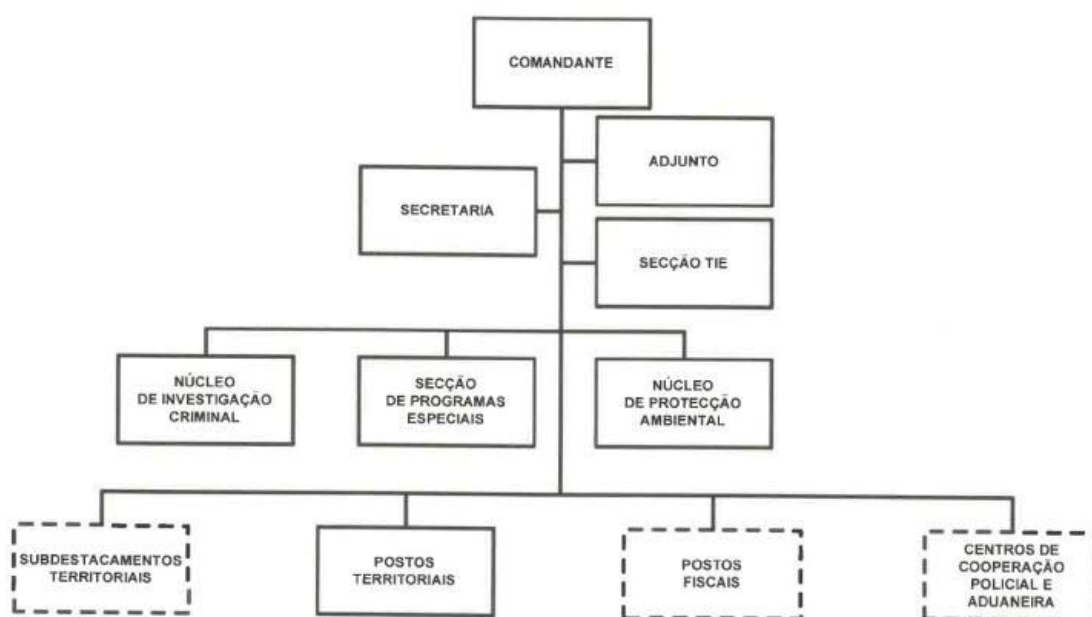 COMANDANTE
ADJUNTO
SECRETARIA
SECÇÃO TIE
NÚCLEO
DE INVESTIGAÇÃO
CRIMINAL
SECÇÃO
DE PROGRAMAS
ESPECIAIS
NÚCLEO
DE PROTECÇÃO
AMBIENTAL
SUBDESTACAMENTOS
TERRITORIAIS
POSTOS
TERRITORIAIS
POSTOS
FISCAIS
CENTROS DE
COOPERAÇÃO
POLICIAL E
ADUANEIRA